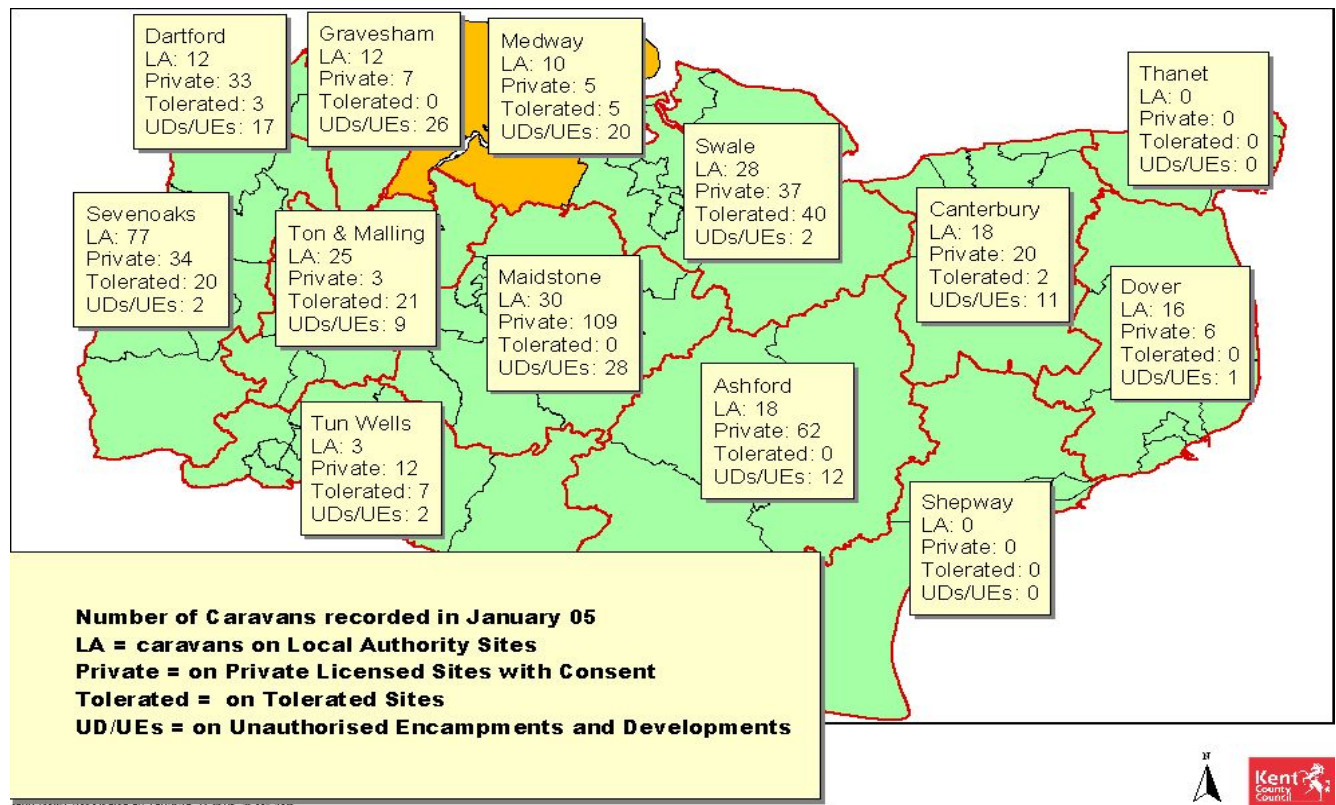 Dartford
LA: 12
Private: 33
Tolerated: 3
UDs/UEs: 17
Gravesham
LA: 12
Private: 7
Tolerated: 0
UDs/UEs: 26
Medway
LA: 10
Private: 5
Tolerated: 5
UDs/UEs: 20
Thanet
LA: 0
Private: 0
Tolerated: 0
UDs/UEs: 0
Swale
LA: 28
Private: 37
Tolerated: 40
UDs/UEs: 2
Sevenoaks
LA: 77
Private: 34
Tolerated: 20
UDs/UEs: 2
Ton & Malling
LA: 25
Private: 3
Tolerated: 21
UDs/UEs: 9
Maidstone
LA: 30
Private: 109
Tolerated: 0
UDs/UEs: 28
Canterbury
LA: 18
Private: 20
Tolerated: 2
UDs/UEs: 11
Dover
LA: 16
Private: 6
Tolerated: 0
UDs/UEs: 1
Ashford
LA: 18
Private: 62
Tolerated: 0
UDs/UEs: 12
Tun Wells
LA: 3
Private: 12
Tolerated: 7
UDs/UEs: 2
Shepway
LA: 0
Private: 0
Tolerated: 0
UDs/UEs: 0
Number of Caravans recorded in January 05
LA = caravans on Local Authority Sites
Private = on Private Licensed Sites with Consent
Tolerated = on Tolerated Sites
UD/UEs = on Unauthorised Encampments and Developments
N
Kent
County
Council